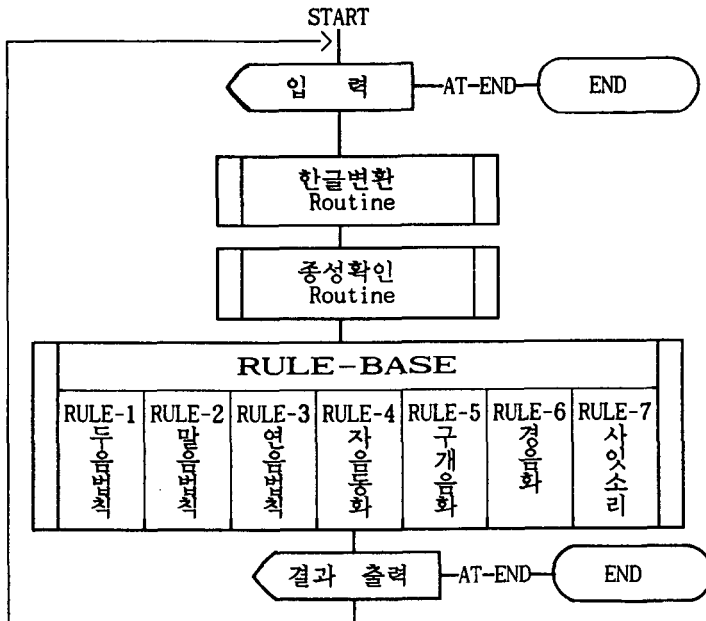 START
입 력 AT-END END
한글변환
Routine
종성확인
Routine
RULE-BASE
RULE-1 RULE-2 RULE-3 RULE-4 RULE-5 RULE-6 RULE-7
두음법칙 말음법칙 연음법칙 자음동화 구개음화 경음화 사잇소리
결과 출력 AT-END END